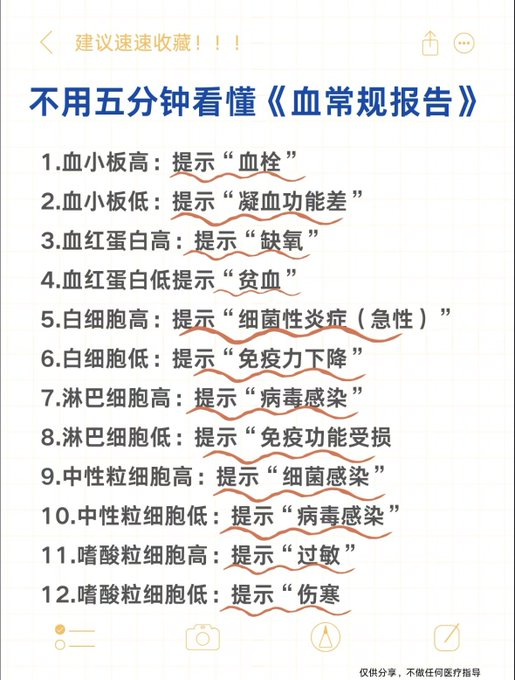 建议速速收藏！！！
不用五分钟看懂《血常规报告》
1.血小板高：提示“血栓”
2.血小板低：提示“凝血功能差”
3.血红蛋白高：提示“缺氧”
4.血红蛋白低提示“贫血”
5.白细胞高：提示“细菌性炎症（急性）”
6.白细胞低：提示“免疫力下降”
7.淋巴细胞高：提示“病毒感染”
8.淋巴细胞低：提示“免疫功能受损
9.中性粒细胞高：提示“细菌感染”
10.中性粒细胞低：提示“病毒感染”
11.嗜酸粒细胞高：提示“过敏”
12.嗜酸粒细胞低：提示“伤寒
仅供分享，不做任何医疗指导